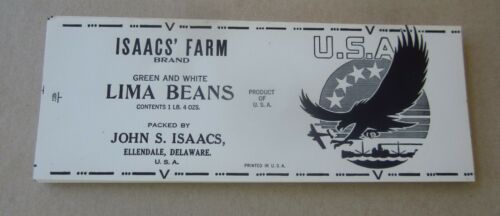 ISAACS' FARM
BRAND
GREEN AND WHITE
LIMA BEANS
CONTENTS 1 LB. 4 OZS.
PACKED BY
JOHN S. ISAACS,
ELLENDALE, DELAWARE.
U. S. A.
PRODUCT
OF
U. S. A.
PRINTED IN U. S. A.
U.S.A